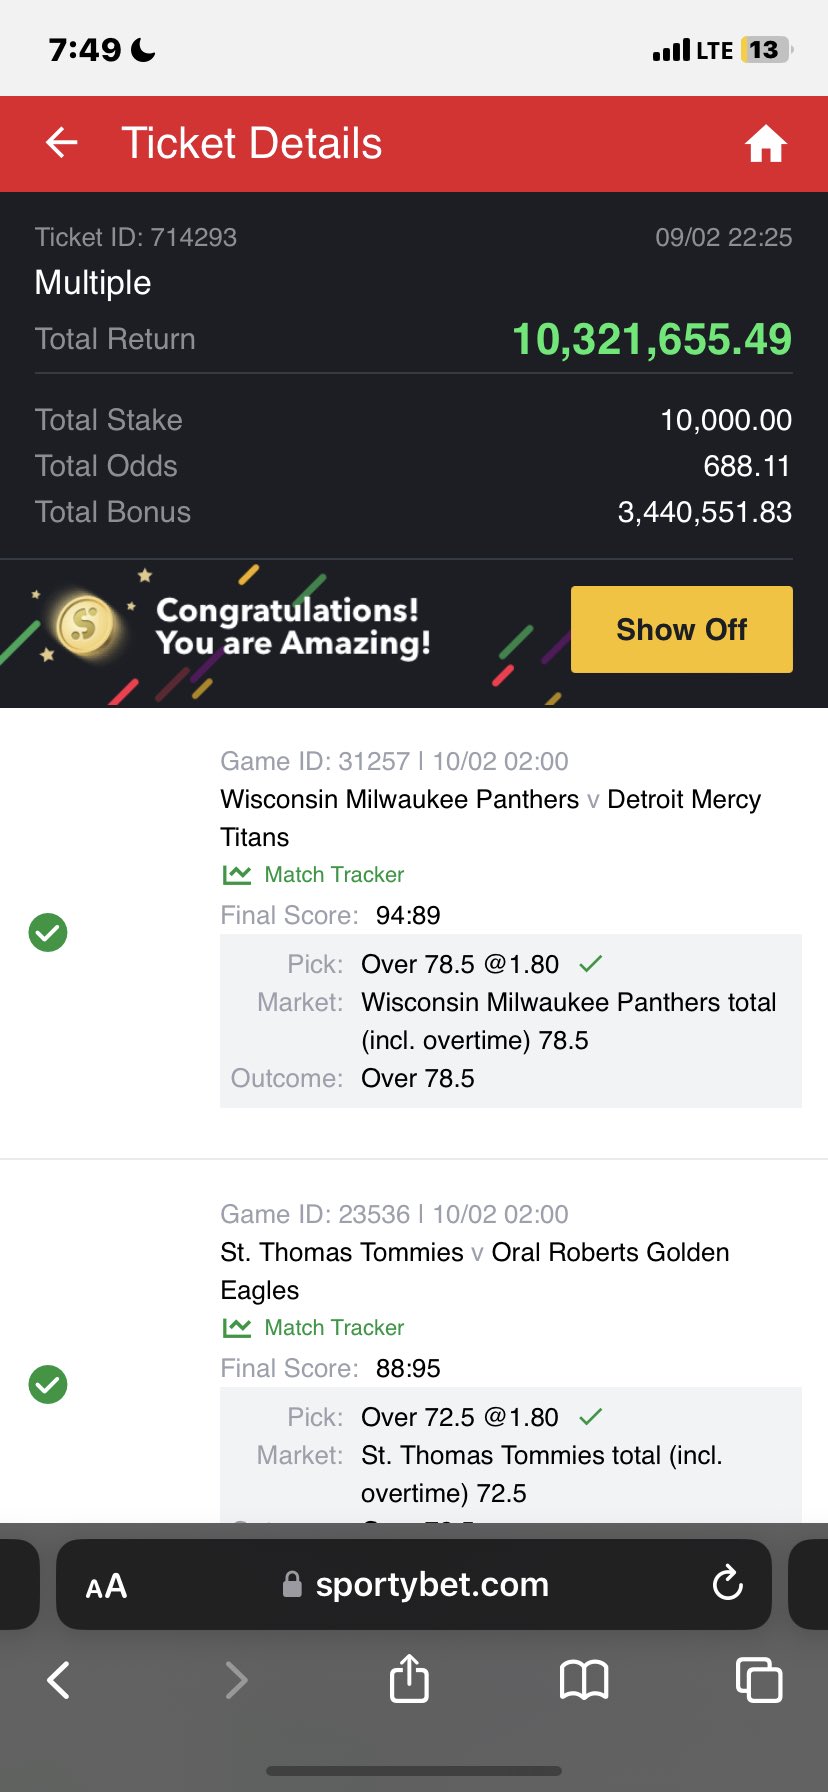 7:49
LTE 13
Ticket Details
Ticket ID: 714293 09/02 22:25
Multiple
Total Return 10,321,655.49
Total Stake 10,000.00
Total Odds 688.11
Total Bonus 3,440,551.83
Congratulations!
You are Amazing!
Show Off
Game ID: 31257 | 10/02 02:00
Wisconsin Milwaukee Panthers v Detroit Mercy
Titans
Match Tracker
Final Score: 94:89
Pick: Over 78.5 @1.80
Market: Wisconsin Milwaukee Panthers total
(incl. overtime) 78.5
Outcome: Over 78.5
Game ID: 23536 | 10/02 02:00
St. Thomas Tommies v Oral Roberts Golden
Eagles
Match Tracker
Final Score: 88:95
Pick: Over 72.5 @1.80
Market: St. Thomas Tommies total (incl.
overtime) 72.5
AA sportybet.com